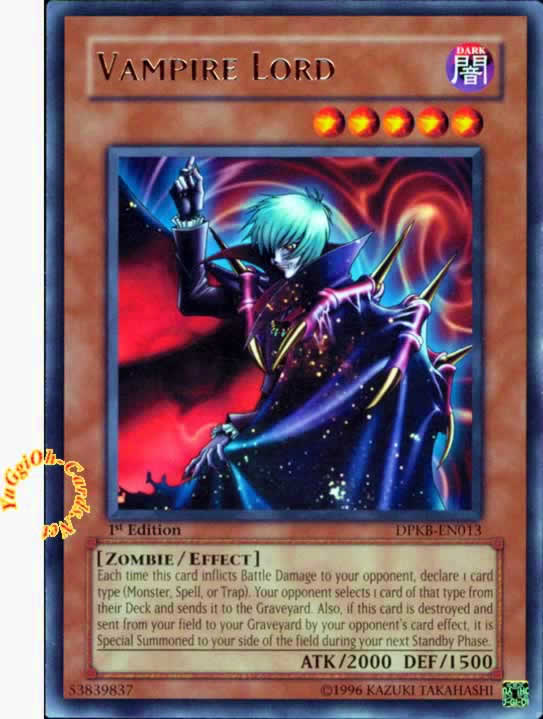 VAMPIRE LORD
DARK
闇
1st Edition
DPKB-EN013
YuGgiOh-Cards.Net
[ZOMBIE/EFFECT]
Each time this card inflicts Battle Damage to your opponent, declare 1 card
type (Monster, Spell, or Trap). Your opponent selects 1 card of that type from
their Deck and sends it to the Graveyard. Also, if this card is destroyed and
sent from your field to your Graveyard by your opponent's card effect, it is
Special Summoned to your side of the field during your next Standby Phase.
ATK/2000 DEF/1500
53839837
©1996 KAZUKI TAKAHASHI